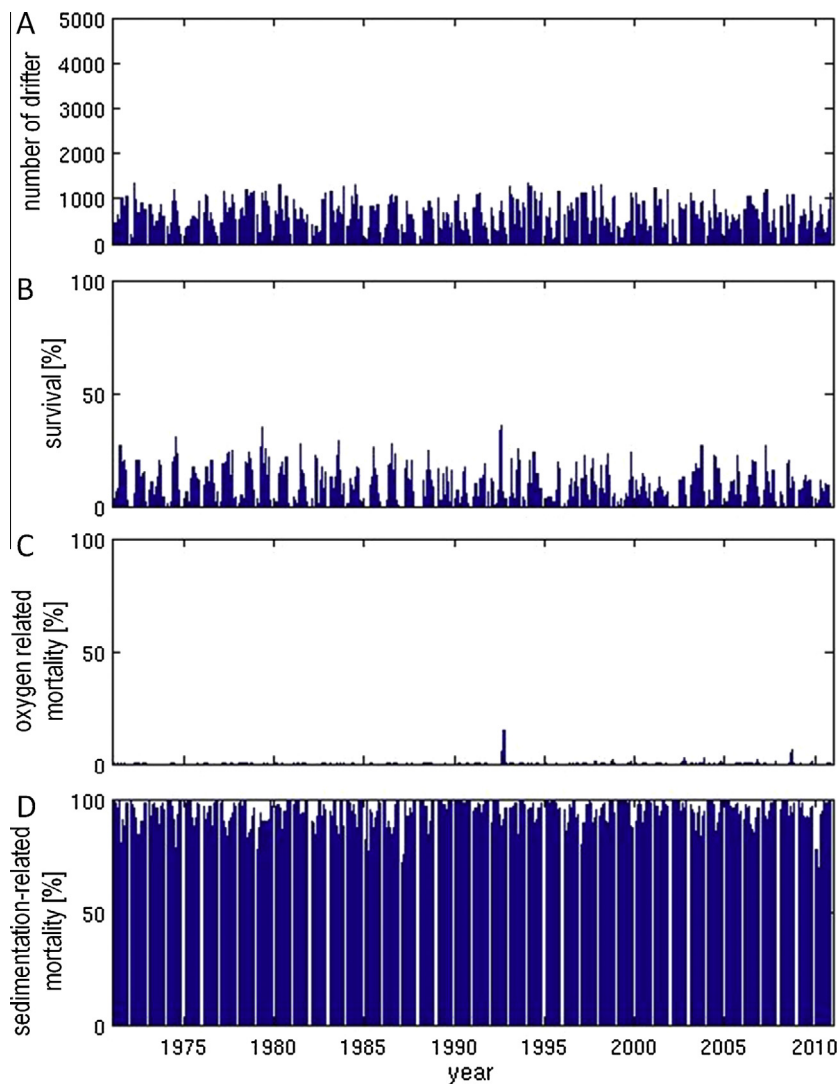 A
number of drifter
5000
4000
3000
2000
1000
0
B
survival [%]
100
50
0
C
oxygen related
mortality [%]
100
50
0
D
sedimentation-related
mortality [%]
100
50
0
1975 1980 1985 1990 1995 2000 2005 2010
year